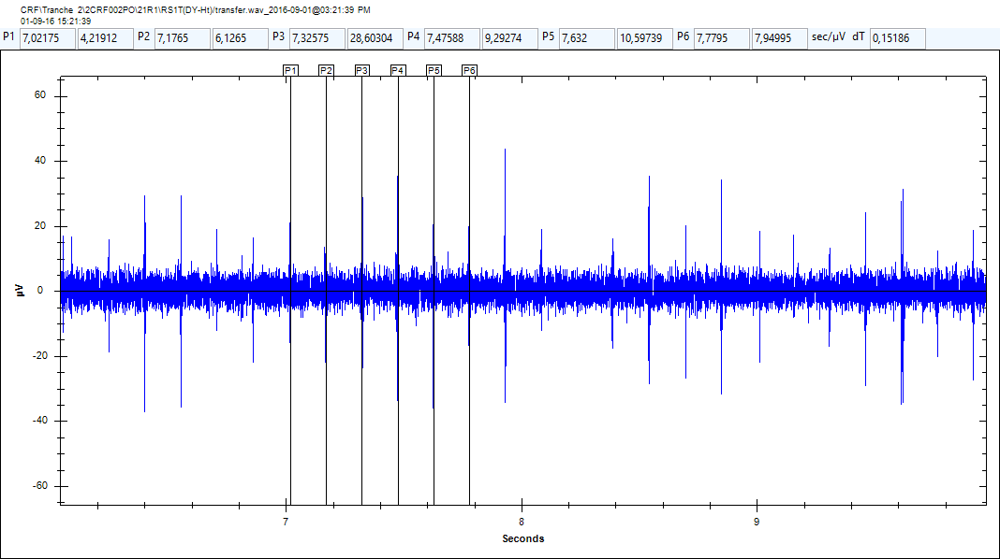 CRF\Tranche 2\2CRF002PO\21R1\RS1T(DY-Ht)/transfer.wav_2016-09-01@03:21:39 PM
01-09-16 15:21:39
P1 7,02175 4,21912 P2 7,1765 6,1265 P3 7,32575 28,60304 P4 7,47588 9,29274 P5 7,632 10,59739 P6 7,7795 7,94995 sec/µV dT 0,15186
P1 P2 P3 P4 P5 P6
60
40
20
0
-20
-40
-60
µV
7 8 9
Seconds